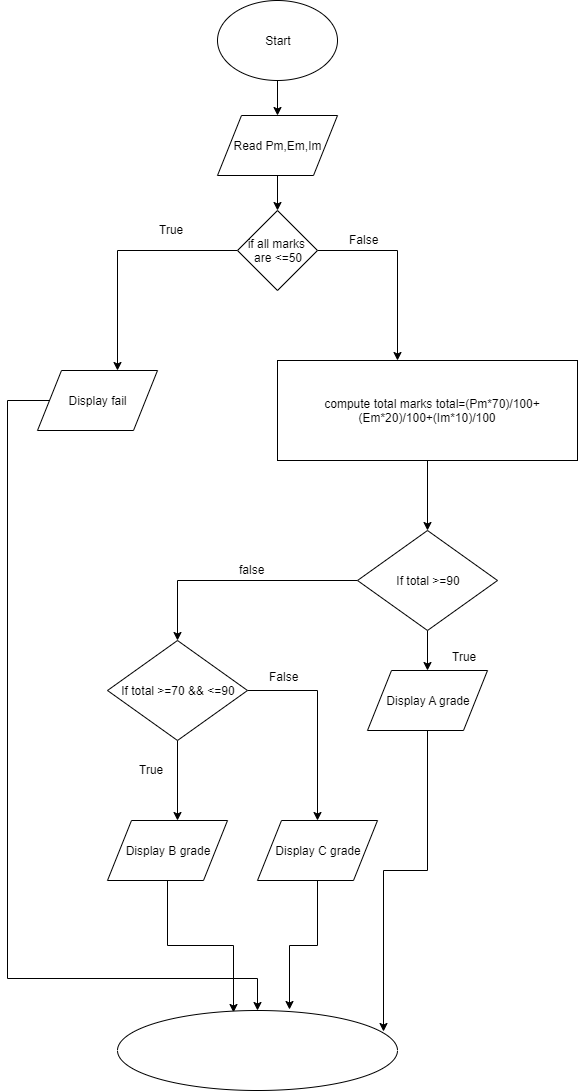 Start
Read Pm,Em,Im
if all marks
are <=50
True
False
Display fail
compute total marks total=(Pm*70)/100+
(Em*20)/100+(Im*10)/100
If total >=90
false
True
If total >=70 && <=90
False
Display A grade
True
Display B grade
Display C grade